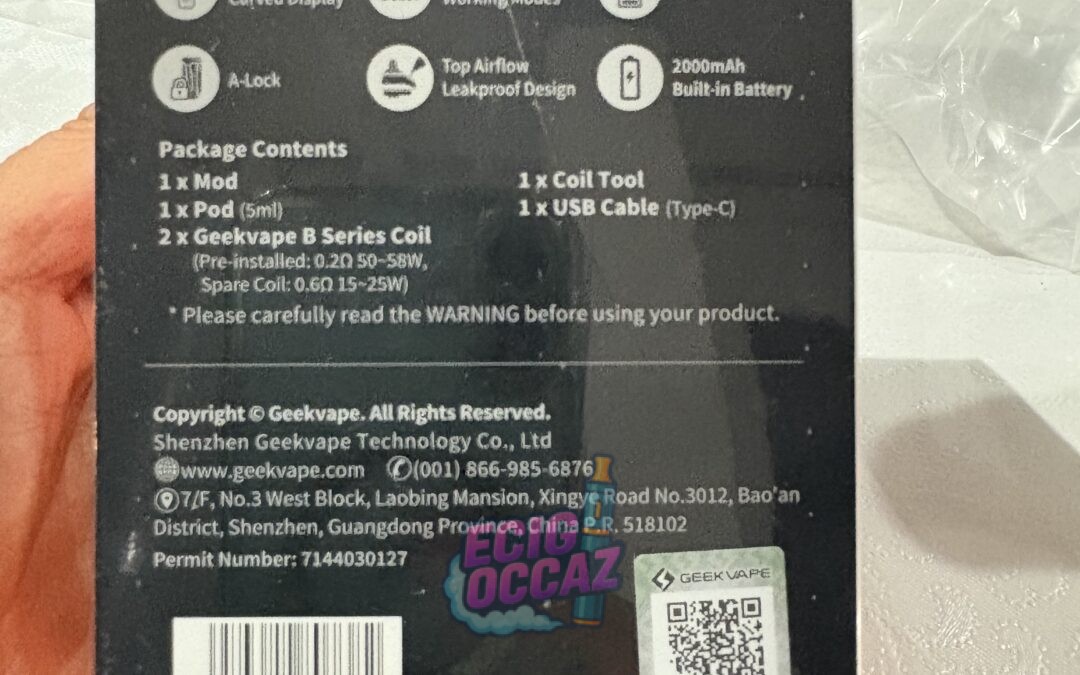 Curved Display
Working Modes
A-Lock
Top Airflow
Leakproof Design
2000mAh
Built-in Battery
Package Contents
1 x Mod
1 x Pod (5ml)
2 x Geekvape B Series Coil
(Pre-installed: 0.2Ω 50~58W,
Spare Coil: 0.6Ω 15~25W)
1 x Coil Tool
1 x USB Cable (Type-C)
* Please carefully read the WARNING before using your product.
Copyright © Geekvape. All Rights Reserved.
Shenzhen Geekvape Technology Co., Ltd
www.geekvape.com (001) 866-985-6876
7/F, No.3 West Block, Laobing Mansion, Xingye Road No.3012, Bao'an
District, Shenzhen, Guangdong Province, China P.R. 518102
Permit Number: 7144030127
ECIG
OCCAZ
GEEKVAPE